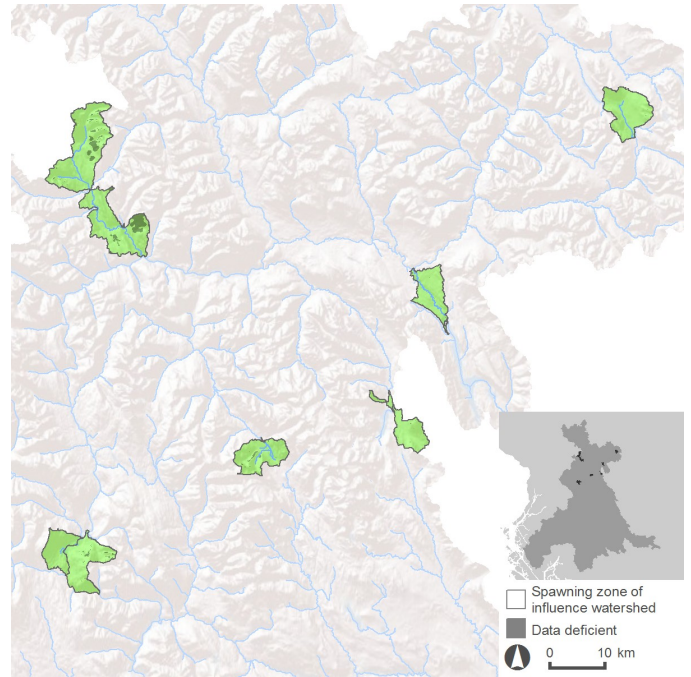 Spawning zone of
influence watershed
Data deficient
0 10 km